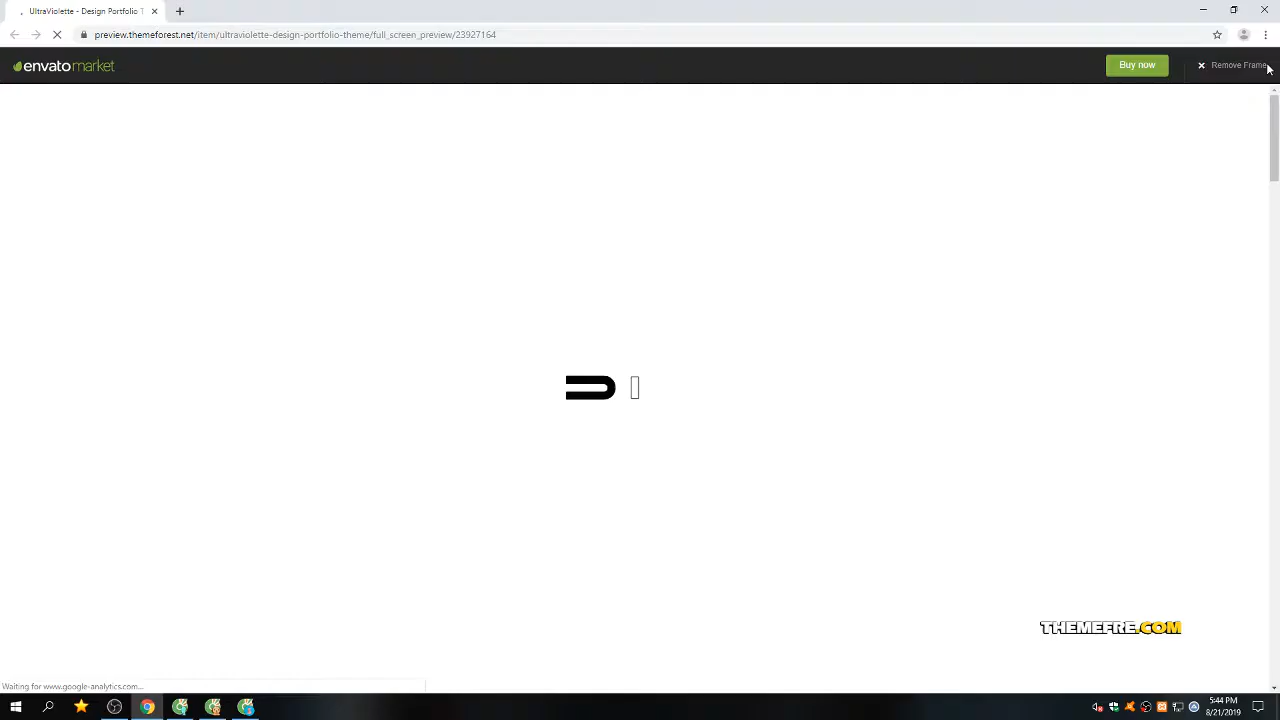 UltraViolette - Design Portfolio T
preview.themeforest.net/item/ultraviolette-design-portfolio-theme/full_screen_preview/23927164
envatomarket
Buy now
Remove Frame
THEMEFRE.COM
Waiting for www.google-analytics.com...
5:44 PM
8/21/2019